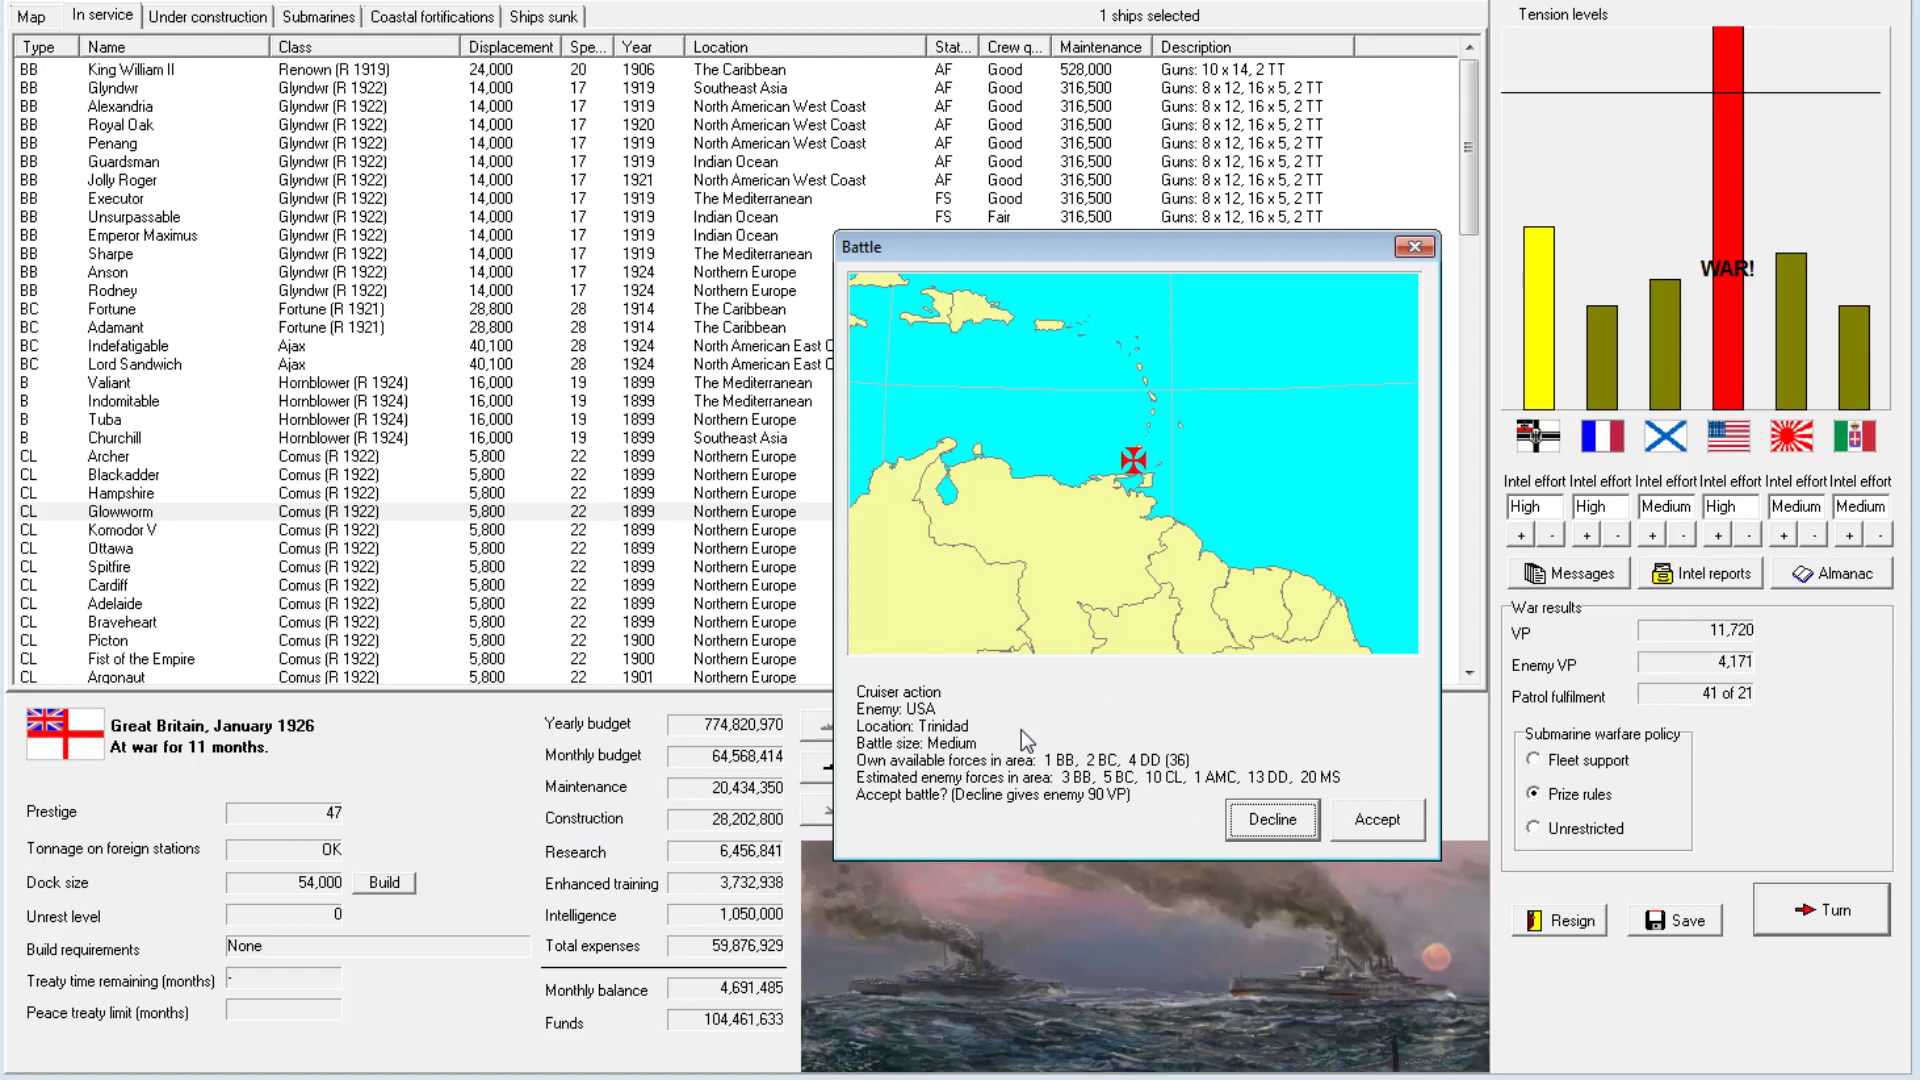 Map
In service
Under construction
Submarines
Coastal fortifications
Ships sunk
1 ships selected
Type Name Class Displacement Spe... Year Location Stat... Crew q... Maintenance Description
BB King William II Renown (R 1919) 24,000 20 1906 The Caribbean AF Good 528,000 Guns: 10 x 14, 2 TT
BB Glyndwr Glyndwr (R 1922) 14,000 17 1919 Southeast Asia AF Good 316,500 Guns: 8 x 12, 16 x 5, 2 TT
BB Alexandria Glyndwr (R 1922) 14,000 17 1919 North American West Coast AF Good 316,500 Guns: 8 x 12, 16 x 5, 2 TT
BB Royal Oak Glyndwr (R 1922) 14,000 17 1920 North American West Coast AF Good 316,500 Guns: 8 x 12, 16 x 5, 2 TT
BB Penang Glyndwr (R 1922) 14,000 17 1919 North American West Coast AF Good 316,500 Guns: 8 x 12, 16 x 5, 2 TT
BB Guardsman Glyndwr (R 1922) 14,000 17 1919 Indian Ocean AF Good 316,500 Guns: 8 x 12, 16 x 5, 2 TT
BB Jolly Roger Glyndwr (R 1922) 14,000 17 1921 North American West Coast AF Good 316,500 Guns: 8 x 12, 16 x 5, 2 TT
BB Executor Glyndwr (R 1922) 14,000 17 1919 The Mediterranean FS Good 316,500 Guns: 8 x 12, 16 x 5, 2 TT
BB Unsurpassable Glyndwr (R 1922) 14,000 17 1919 Indian Ocean FS Fair 316,500 Guns: 8 x 12, 16 x 5, 2 TT
BB Emperor Maximus Glyndwr (R 1922) 14,000 17 1919 Indian Ocean
BB Sharpe Glyndwr (R 1922) 14,000 17 1919 The Mediterranean
BB Anson Glyndwr (R 1922) 14,000 17 1924 Northern Europe
BB Rodney Glyndwr (R 1922) 14,000 17 1924 Northern Europe
BC Fortune Fortune (R 1921) 28,800 28 1914 The Caribbean
BC Adamant Fortune (R 1921) 28,800 28 1914 The Caribbean
BC Indefatigable Ajax 40,100 28 1924 North American East C
BC Lord Sandwich Ajax 40,100 28 1924 North American East C
B Valiant Hornblower (R 1924) 16,000 19 1899 The Mediterranean
B Indomitable Hornblower (R 1924) 16,000 19 1899 The Mediterranean
B Tuba Hornblower (R 1924) 16,000 19 1899 Northern Europe
B Churchill Hornblower (R 1924) 16,000 19 1899 Southeast Asia
CL Archer Comus (R 1922) 5,800 22 1899 Northern Europe
CL Blackadder Comus (R 1922) 5,800 22 1899 Northern Europe
CL Hampshire Comus (R 1922) 5,800 22 1899 Northern Europe
CL Glowworm Comus (R 1922) 5,800 22 1899 Northern Europe
CL Komodor V Comus (R 1922) 5,800 22 1899 Northern Europe
CL Ottawa Comus (R 1922) 5,800 22 1899 Northern Europe
CL Spitfire Comus (R 1922) 5,800 22 1899 Northern Europe
CL Cardiff Comus (R 1922) 5,800 22 1899 Northern Europe
CL Adelaide Comus (R 1922) 5,800 22 1899 Northern Europe
CL Braveheart Comus (R 1922) 5,800 22 1899 Northern Europe
CL Picton Comus (R 1922) 5,800 22 1900 Northern Europe
CL Fist of the Empire Comus (R 1922) 5,800 22 1900 Northern Europe
CL Argonaut Comus (R 1922) 5,800 22 1901 Northern Europe
Battle
Cruiser action
Enemy: USA
Location: Trinidad
Battle size: Medium
Own available forces in area: 1 BB, 2 BC, 4 DD (36)
Estimated enemy forces in area: 3 BB, 5 BC, 10 CL, 1 AMC, 13 DD, 20 MS
Accept battle? (Decline gives enemy 90 VP)
Decline
Accept
Great Britain, January 1926
At war for 11 months.
Prestige 47
Tonnage on foreign stations OK
Dock size 54,000 Build
Unrest level 0
Build requirements None
Treaty time remaining (months) -
Peace treaty limit (months)
Yearly budget 774,820,970
Monthly budget 64,568,414
Maintenance 20,434,350
Construction 28,202,800
Research 6,456,841
Enhanced training 3,732,938
Intelligence 1,050,000
Total expenses 59,876,929
Monthly balance 4,691,485
Funds 104,461,633
Tension levels
WAR!
Intel effort Intel effort Intel effort Intel effort Intel effort Intel effort
High High Medium High Medium Medium
+ - + - + - + - + - + -
Messages
Intel reports
Almanac
War results
VP 11,720
Enemy VP 4,171
Patrol fulfilment 41 of 21
Submarine warfare policy
Fleet support
Prize rules
Unrestricted
Resign
Save
Turn